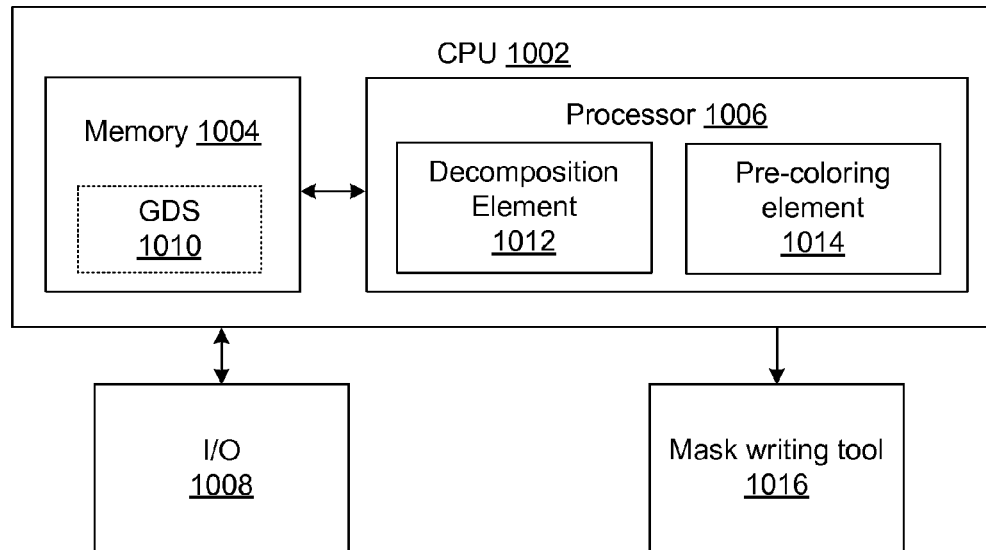 CPU 1002
Memory 1004
GDS
1010
Processor 1006
Decomposition
Element
1012
Pre-coloring
element
1014
I/O
1008
Mask writing tool
1016